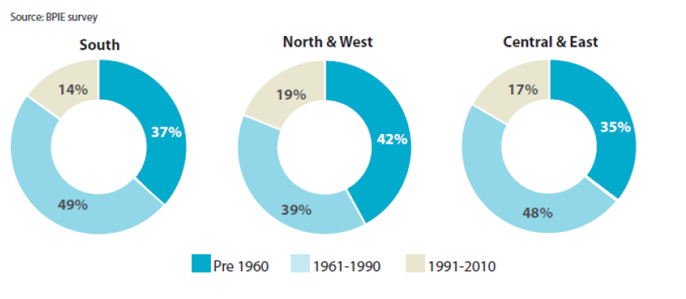 Source: BPIE survey
South
North & West
Central & East
14%
37%
49%
19%
42%
39%
17%
35%
48%
Pre 1960
1961-1990
1991-2010